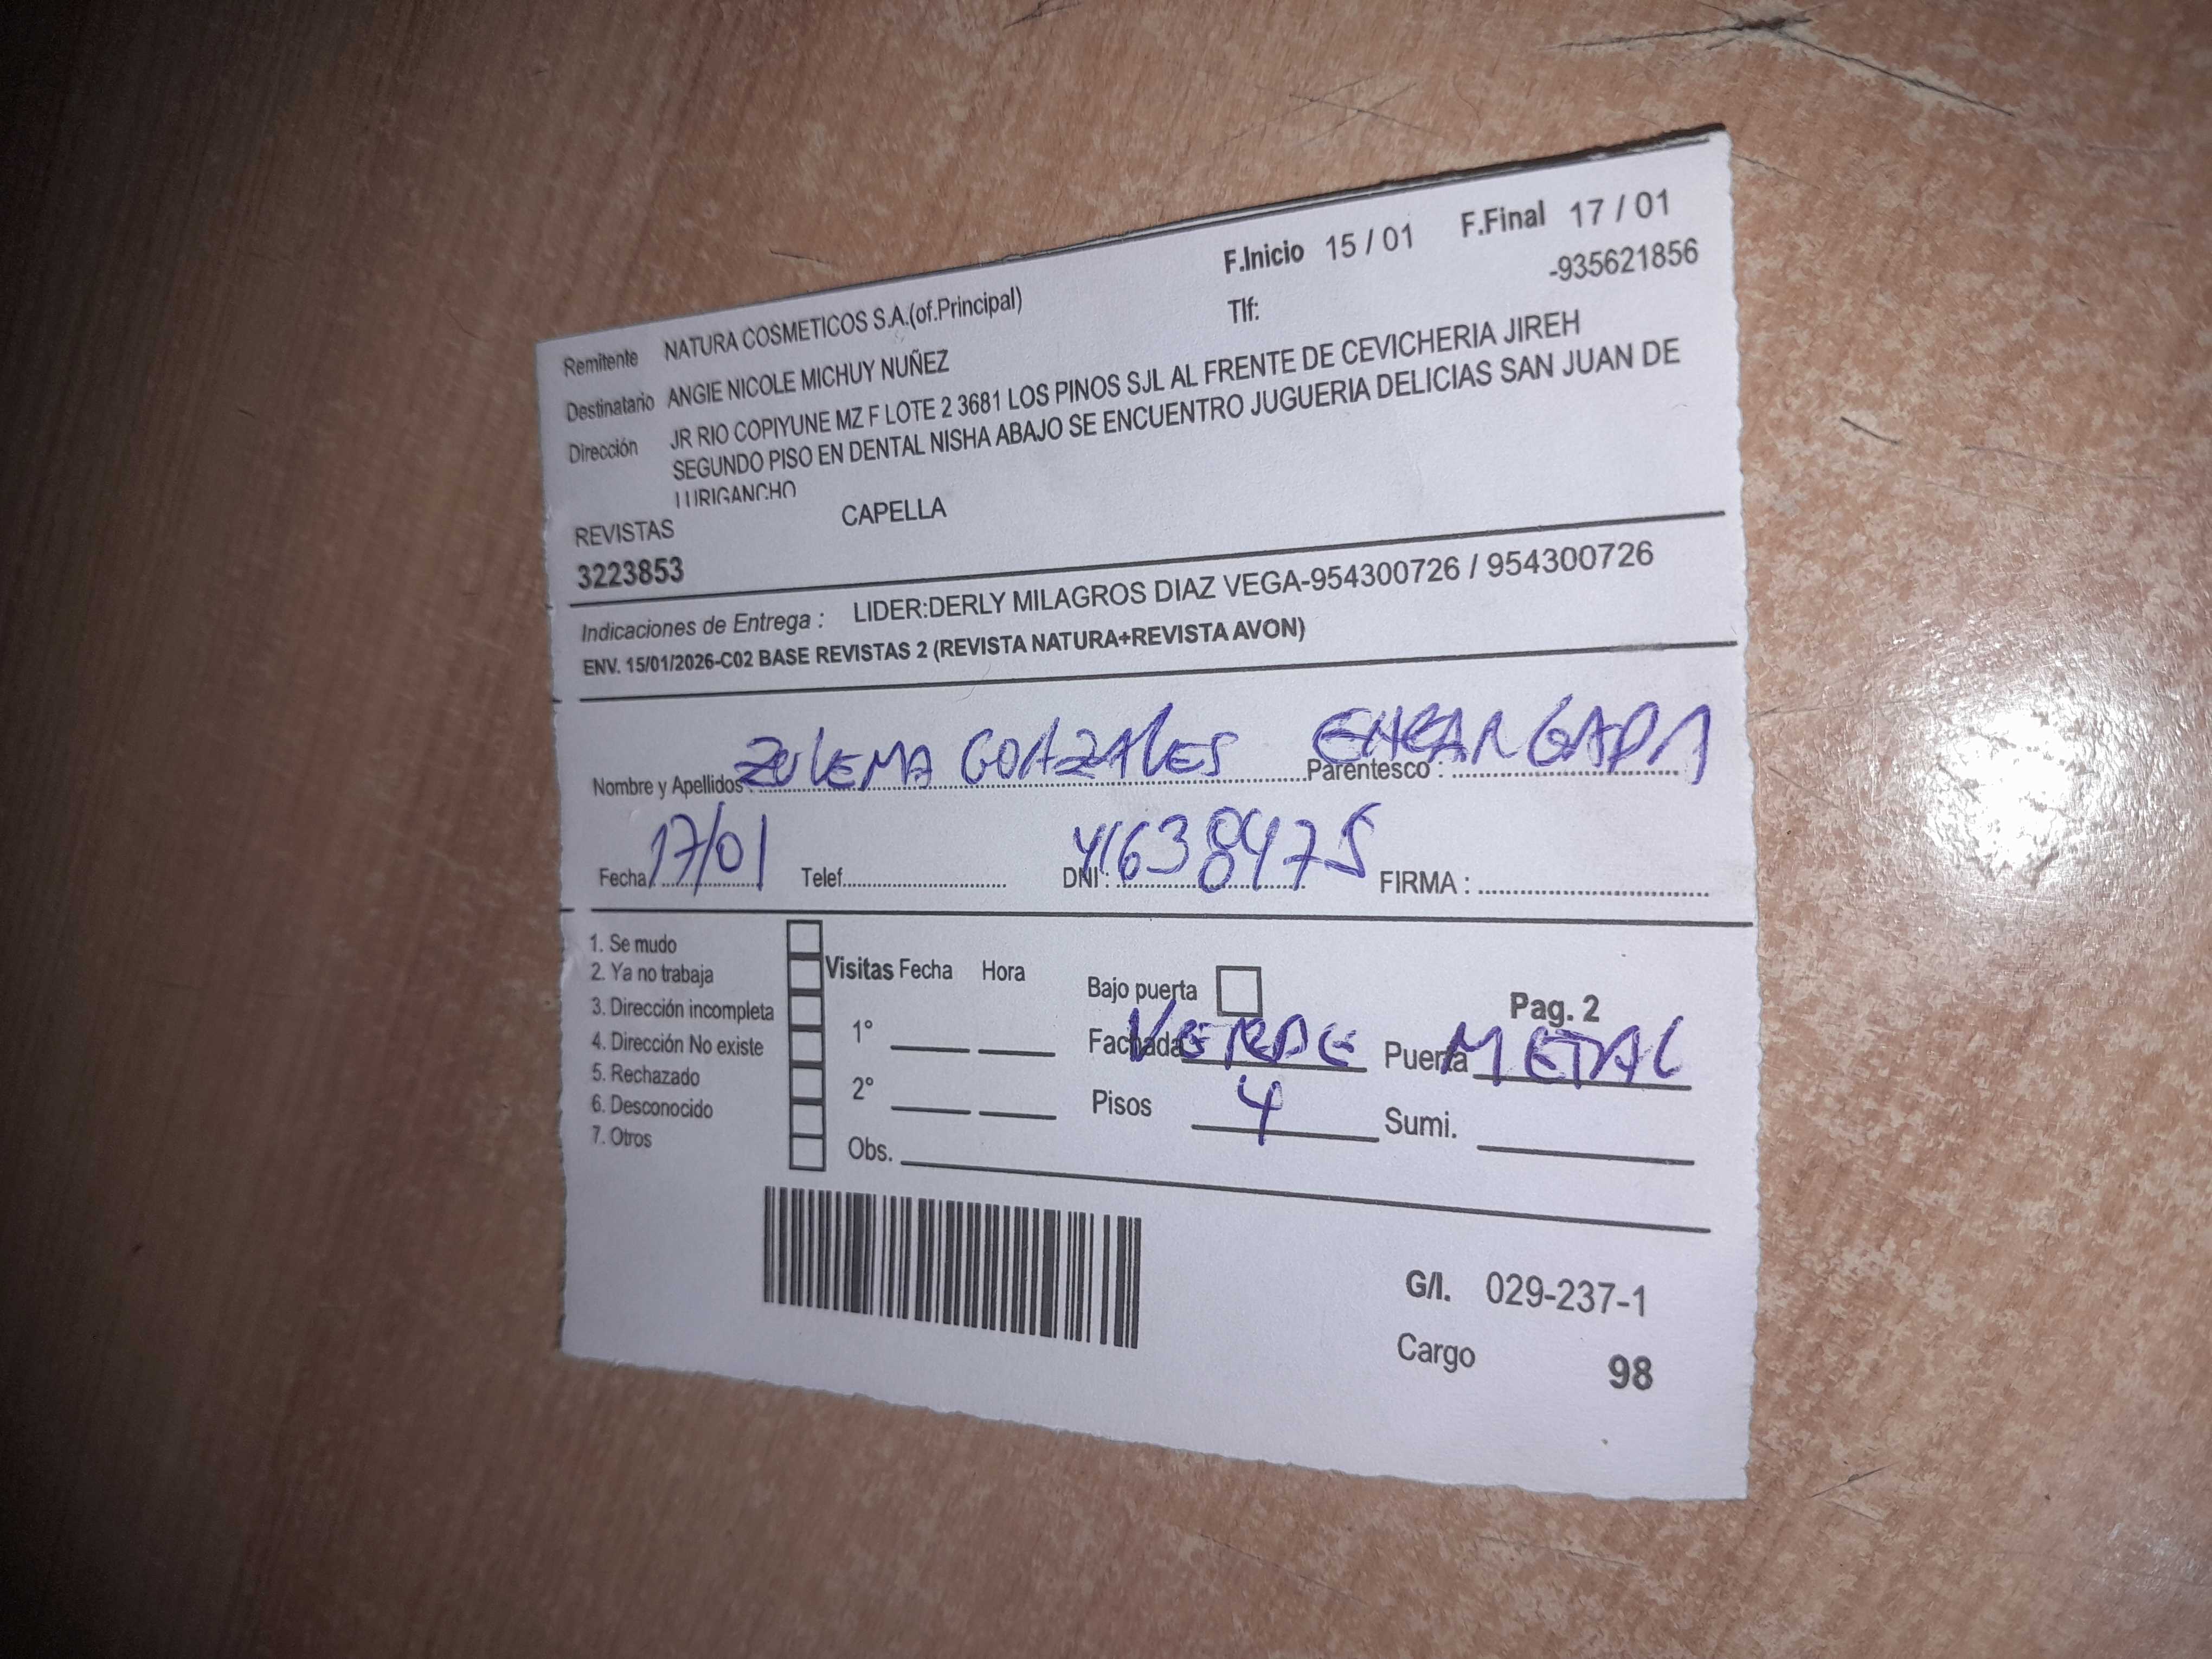 F.Inicio 15 / 01 F.Final 17 / 01
Remitente NATURA COSMETICOS S.A.(of.Principal) Tlf: -935621856
Destinatario ANGIE NICOLE MICHUY NUÑEZ
Dirección JR RIO COPIYUNE MZ F LOTE 2 3681 LOS PINOS SJL AL FRENTE DE CEVICHERIA JIREH
SEGUNDO PISO EN DENTAL NISHA ABAJO SE ENCUENTRO JUGUERIA DELICIAS SAN JUAN DE
LURIGANCHO
REVISTAS CAPELLA
3223853
Indicaciones de Entrega : LIDER:DERLY MILAGROS DIAZ VEGA-954300726 / 954300726
ENV. 15/01/2026-C02 BASE REVISTAS 2 (REVISTA NATURA+REVISTA AVON)
Nombre y Apellidos : ZULEMA GONZALES Parentesco : ENCARGADA
Fecha 17/01 Telef. DNI : 41638475 FIRMA :
1. Se mudo
2. Ya no trabaja Visitas Fecha Hora Bajo puerta Pag. 2
3. Dirección incompleta 1° Fachada VERDE Puerta METAL
4. Dirección No existe
5. Rechazado 2° Pisos 4 Sumi.
6. Desconocido
7. Otros Obs.
G/I. 029-237-1
Cargo 98